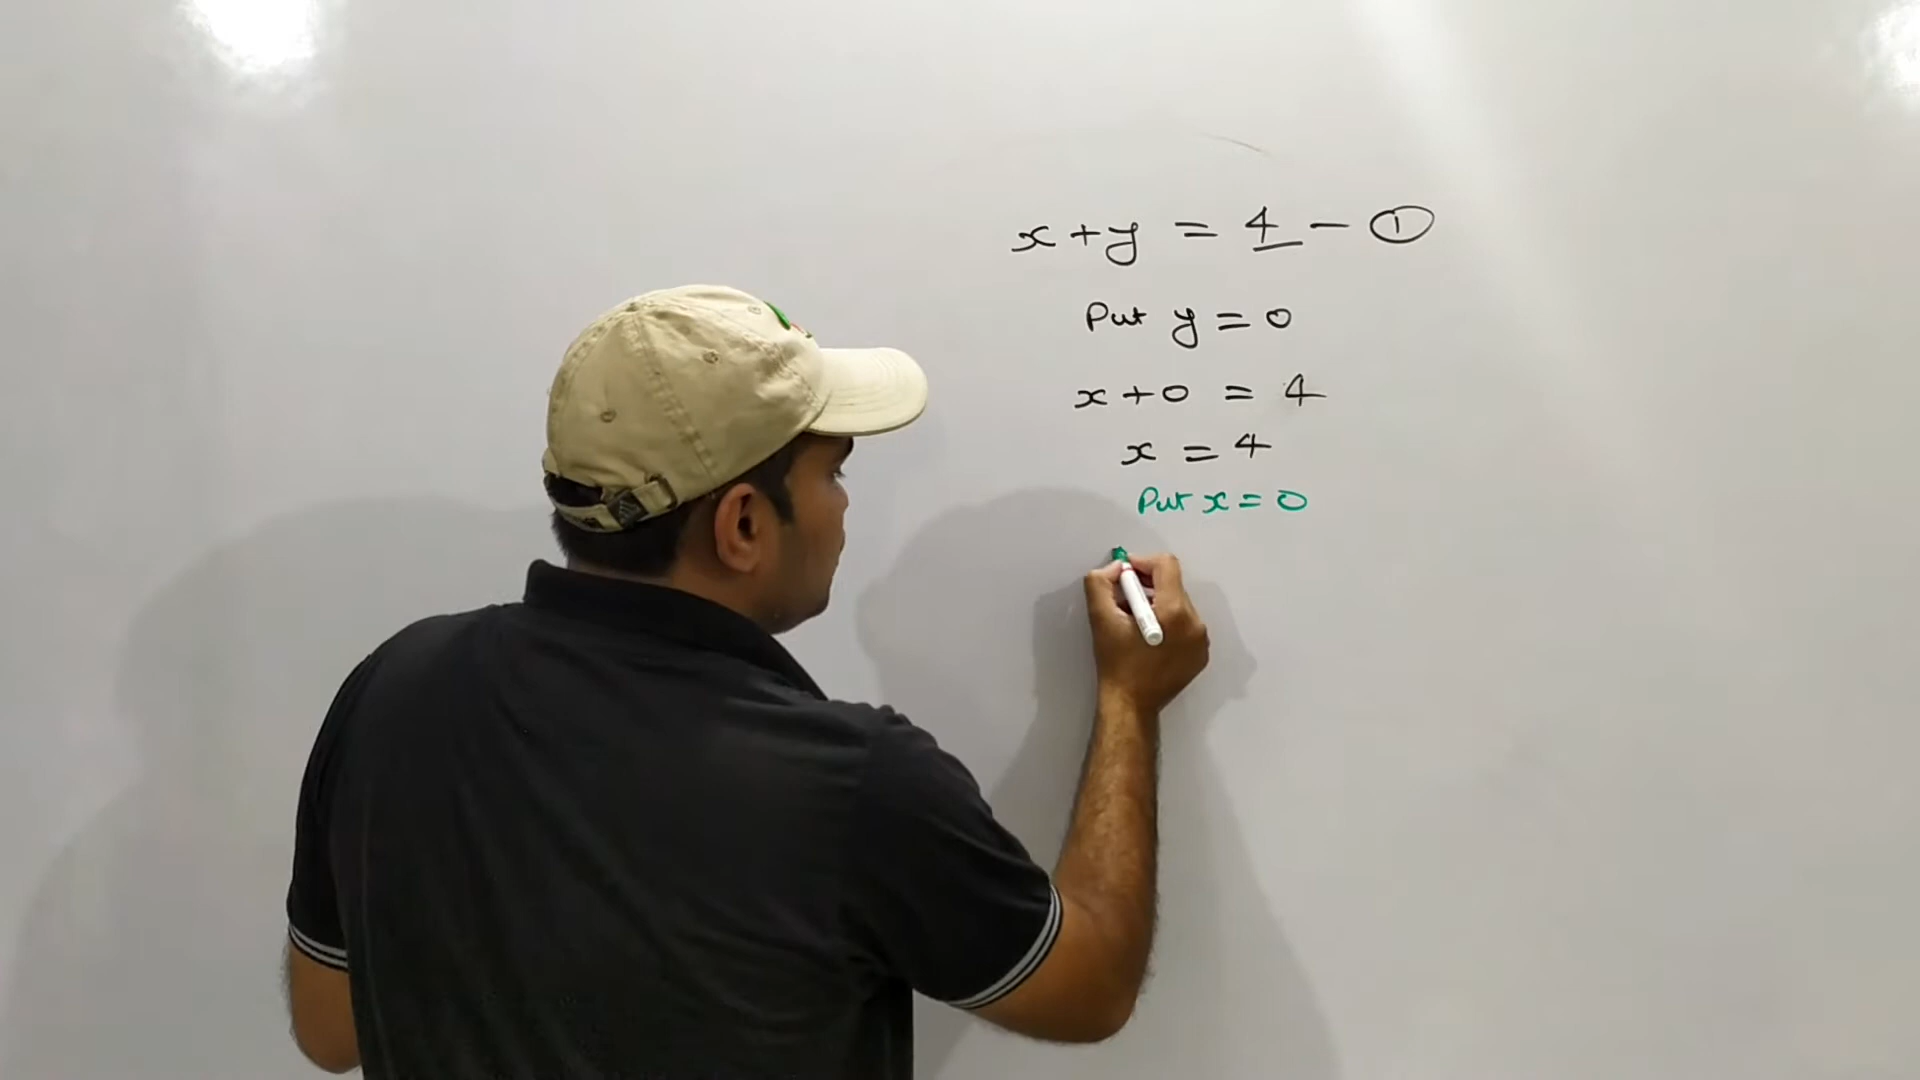 x + y = 4 - ①
Put y = 0
x + 0 = 4
x = 4
Put x = 0